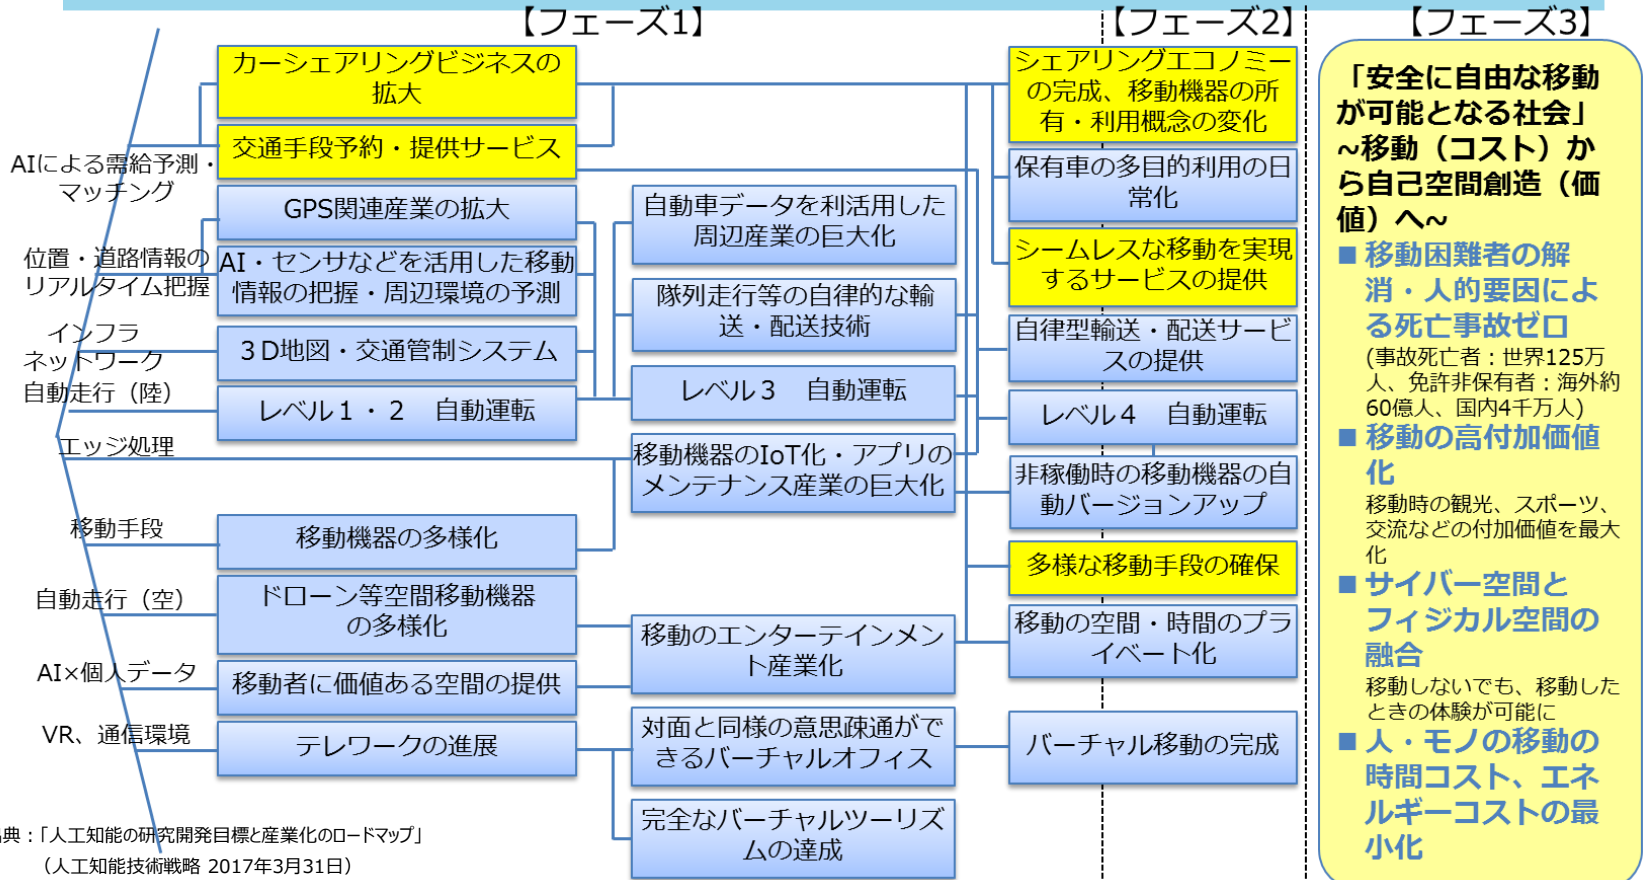 【フェーズ1】
【フェーズ2】
【フェーズ3】
AIによる需給予測・
マッチング
位置・道路情報の
リアルタイム把握
インフラ
ネットワーク
自動走行（陸）
エッジ処理
移動手段
自動走行（空）
AI×個人データ
VR、通信環境
カーシェアリングビジネスの
拡大
交通手段予約・提供サービス
GPS関連産業の拡大
AI・センサなどを活用した移動
情報の把握・周辺環境の予測
３D地図・交通管制システム
レベル１・２　自動運転
移動機器の多様化
ドローン等空間移動機器
の多様化
移動者に価値ある空間の提供
テレワークの進展
自動車データを利活用した
周辺産業の巨大化
隊列走行等の自律的な輸
送・配送技術
レベル３　自動運転
移動機器のIoT化・アプリの
メンテナンス産業の巨大化
移動のエンターテインメン
ト産業化
対面と同様の意思疎通がで
きるバーチャルオフィス
完全なバーチャルツーリズ
ムの達成
シェアリングエコノミー
の完成、移動機器の所
有・利用概念の変化
保有車の多目的利用の日
常化
シームレスな移動を実現
するサービスの提供
自律型輸送・配送サービ
スの提供
レベル４　自動運転
非稼働時の移動機器の自
動バージョンアップ
多様な移動手段の確保
移動の空間・時間のプラ
イベート化
バーチャル移動の完成
「安全に自由な移動
が可能となる社会」
~移動（コスト）か
ら自己空間創造（価
値）へ~
■ 移動困難者の解
消・人的要因によ
る死亡事故ゼロ
(事故死亡者：世界125万
人、免許非保有者：海外約
60億人、国内4千万人)
■ 移動の高付加価値
化
移動時の観光、スポーツ、
交流などの付加価値を最大
化
■ サイバー空間と
フィジカル空間の
融合
移動しないでも、移動した
ときの体験が可能に
■ 人・モノの移動の
時間コスト、エネ
ルギーコストの最
小化
出典：「人工知能の研究開発目標と産業化のロードマップ」
（人工知能技術戦略 2017年3月31日）